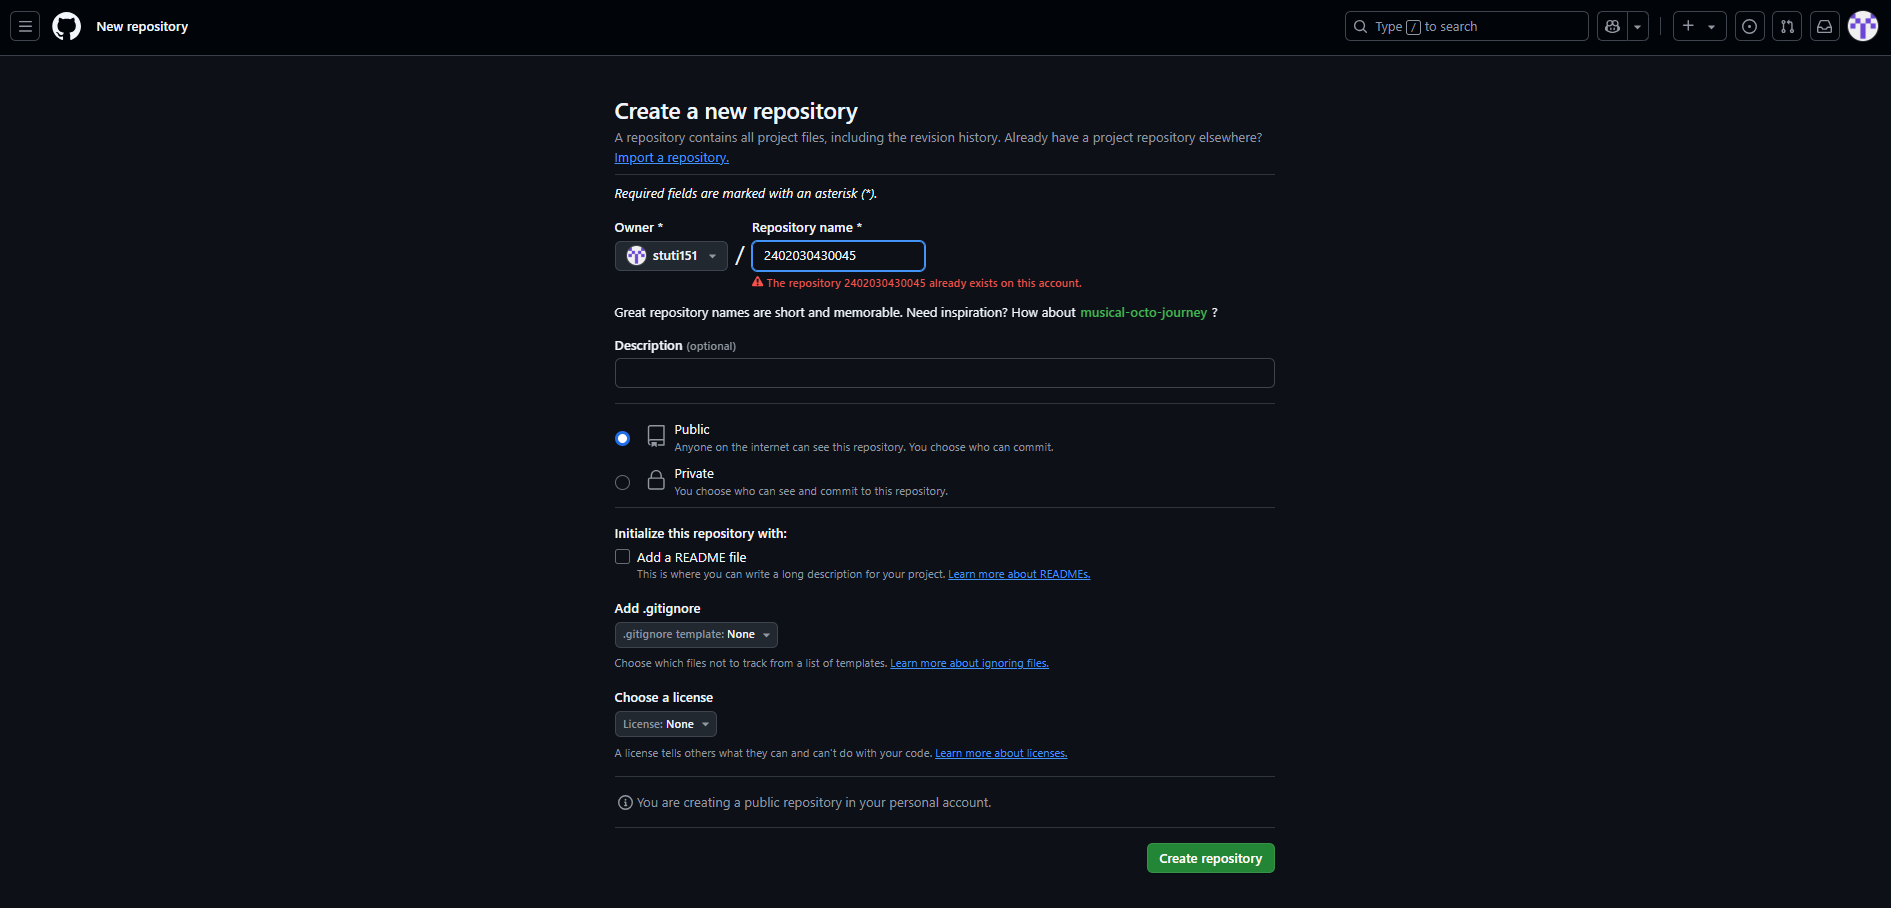 New repository
Type / to search
Create a new repository
A repository contains all project files, including the revision history. Already have a project repository elsewhere?
Import a repository.
Required fields are marked with an asterisk (*).
Owner * Repository name *
stuti151 / 2402030430045
The repository 2402030430045 already exists on this account.
Great repository names are short and memorable. Need inspiration? How about musical-octo-journey ?
Description (optional)
Public
Anyone on the internet can see this repository. You choose who can commit.
Private
You choose who can see and commit to this repository.
Initialize this repository with:
Add a README file
This is where you can write a long description for your project. Learn more about READMEs.
Add .gitignore
.gitignore template: None
Choose which files not to track from a list of templates. Learn more about ignoring files.
Choose a license
License: None
A license tells others what they can and can't do with your code. Learn more about licenses.
You are creating a public repository in your personal account.
Create repository